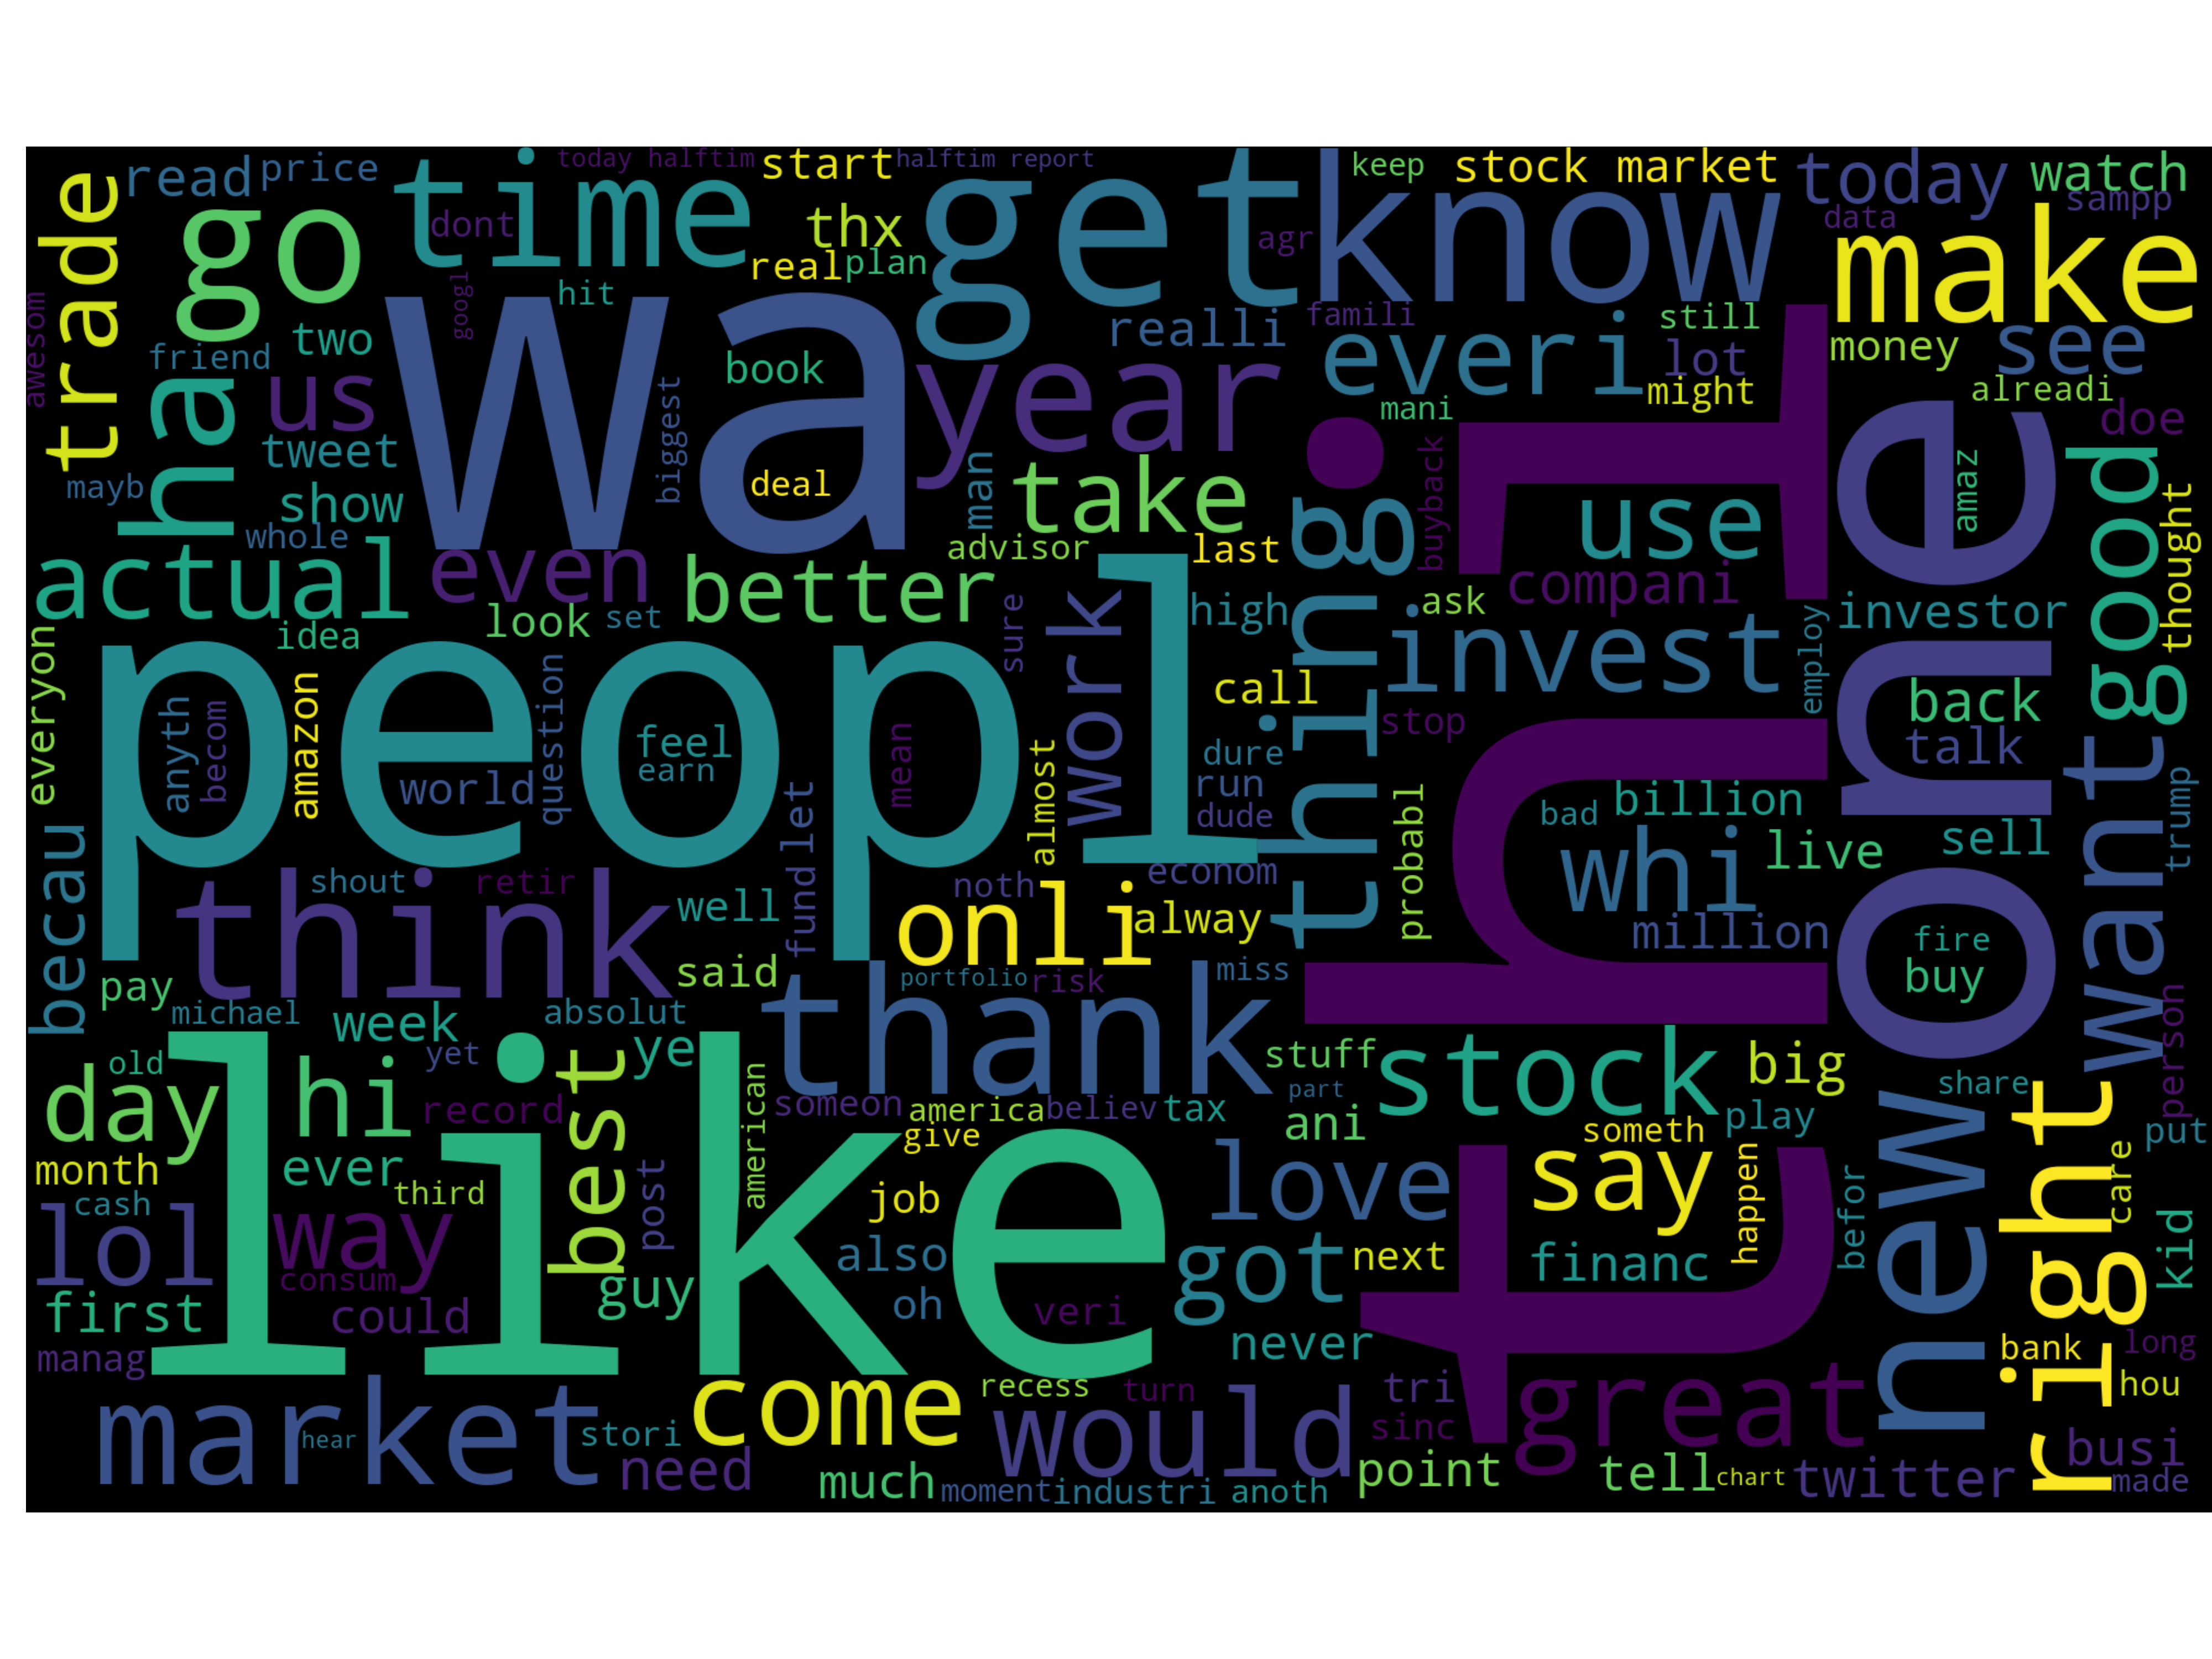 today halftim
halftim report
read
price
time
start
get
keep
stock market
today
watch
sampp
trade
go
dont
thx
real
plan
know
agr
data
make
hit
googl
awesom
two
friend
us
ha
wa
book
year
realli
famili
everi
still
lot
might
money
see
alreadi
tweet
mayb
show
whole
biggest
deal
man
take
mani
thi
buyback
use
one
amaz
doe
good
thought
actual
even
better
advisor
last
thing
compani
look
set
idea
sure
work
high
ask
invest
employ
investor
everyon
peopl
call
stop
back
talk
want
anyth
becom
amazon
world
question
feel
earn
mean
almost
dure
run
dude
probabl
bad
billion
whi
live
sell
trump
becau
think
shout
retir
well
fund
let
noth
econom
onli
alway
million
fire
buy
pay
michael
said
week
absolut
portfolio
risk
miss
thank
person
old
day
hi
yet
ye
stuff
part
stock
big
share
record
best
american
someon
america
believ
tax
give
ani
someth
play
put
month
ever
third
cash
lol
way
post
job
love
say
happen
befor
new
right
care
kid
consum
also
got
next
financ
first
could
guy
oh
veri
like
never
bank
long
manag
come
recess
turn
tri
great
hou
market
hear
stori
need
would
sinc
point
tell
chart
twitter
busi
made
much
moment
industri
anoth